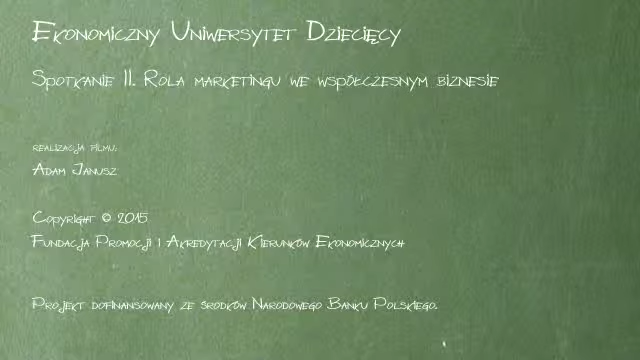 Ekonomiczny Uniwersytet Dziecięcy
Spotkanie II. Rola marketingu we współczesnym biznesie
realizacja filmu:
Adam Janusz
Copyright © 2015
Fundacja Promocji i Akredytacji Kierunków Ekonomicznych
Projekt dofinansowany ze środków Narodowego Banku Polskiego.